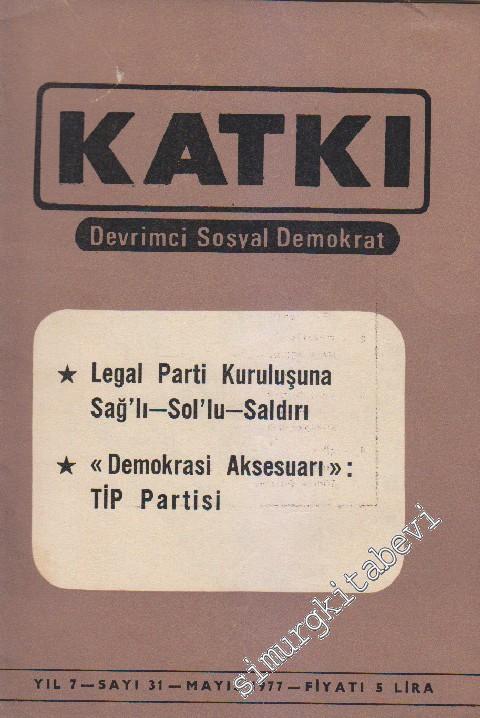 KATKI
Devrimci Sosyal Demokrat
★ Legal Parti Kuruluşuna
Sağ'lı—Sol'lu—Saldırı
★ «Demokrasi Aksesuarı»:
TİP Partisi
YIL 7—SAYI 31—MAYIS 1977—FİYATI 5 LİRA
simurgkitabevi